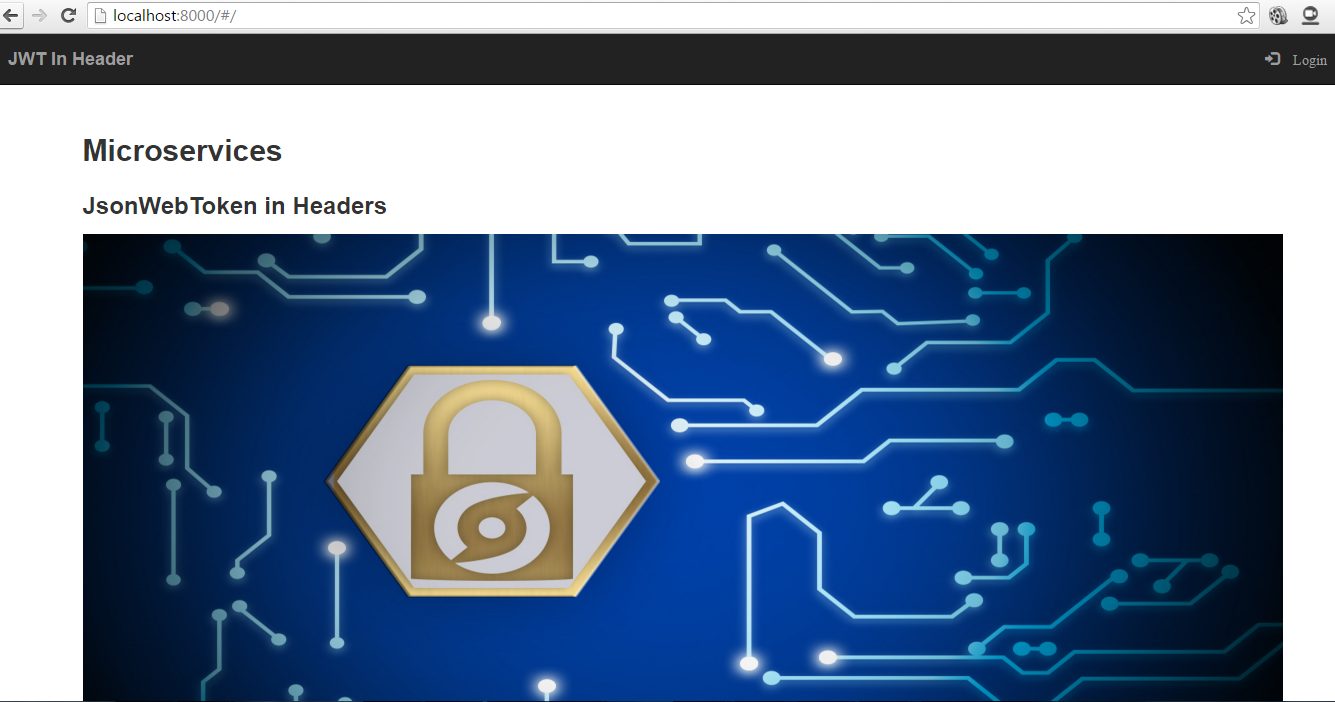 localhost:8000/#/
JWT In Header
Login
Microservices
JsonWebToken in Headers